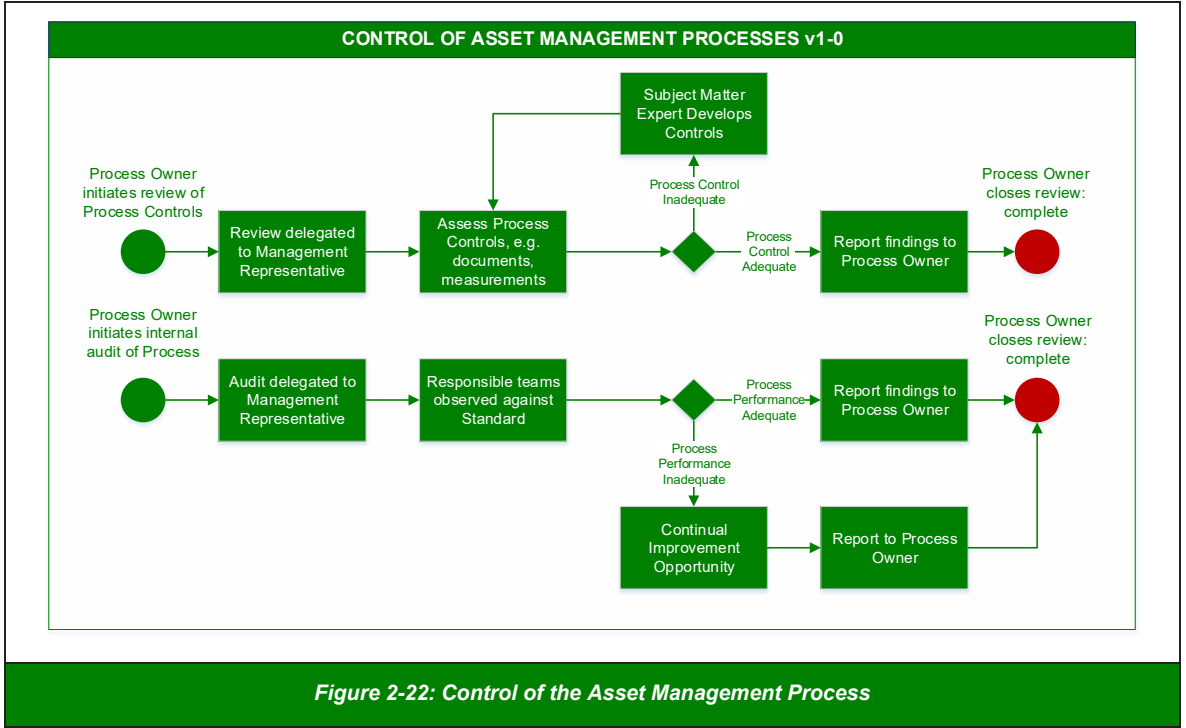 CONTROL OF ASSET MANAGEMENT PROCESSES v1-0
Subject Matter
Expert Develops
Controls
Process Owner
initiates review of
Process Controls
Process Control
Inadequate
Process Owner
closes review:
complete
Review delegated
to Management
Representative
Assess Process
Controls, e.g.
documents,
measurements
Process
Control
Adequate
Report findings to
Process Owner
Process Owner
initiates internal
audit of Process
Process Owner
closes review:
complete
Audit delegated to
Management
Representative
Responsible teams
observed against
Standard
Process
Performance
Adequate
Report findings to
Process Owner
Process
Performance
Inadequate
Continual
Improvement
Opportunity
Report to Process
Owner
Figure 2-22: Control of the Asset Management Process